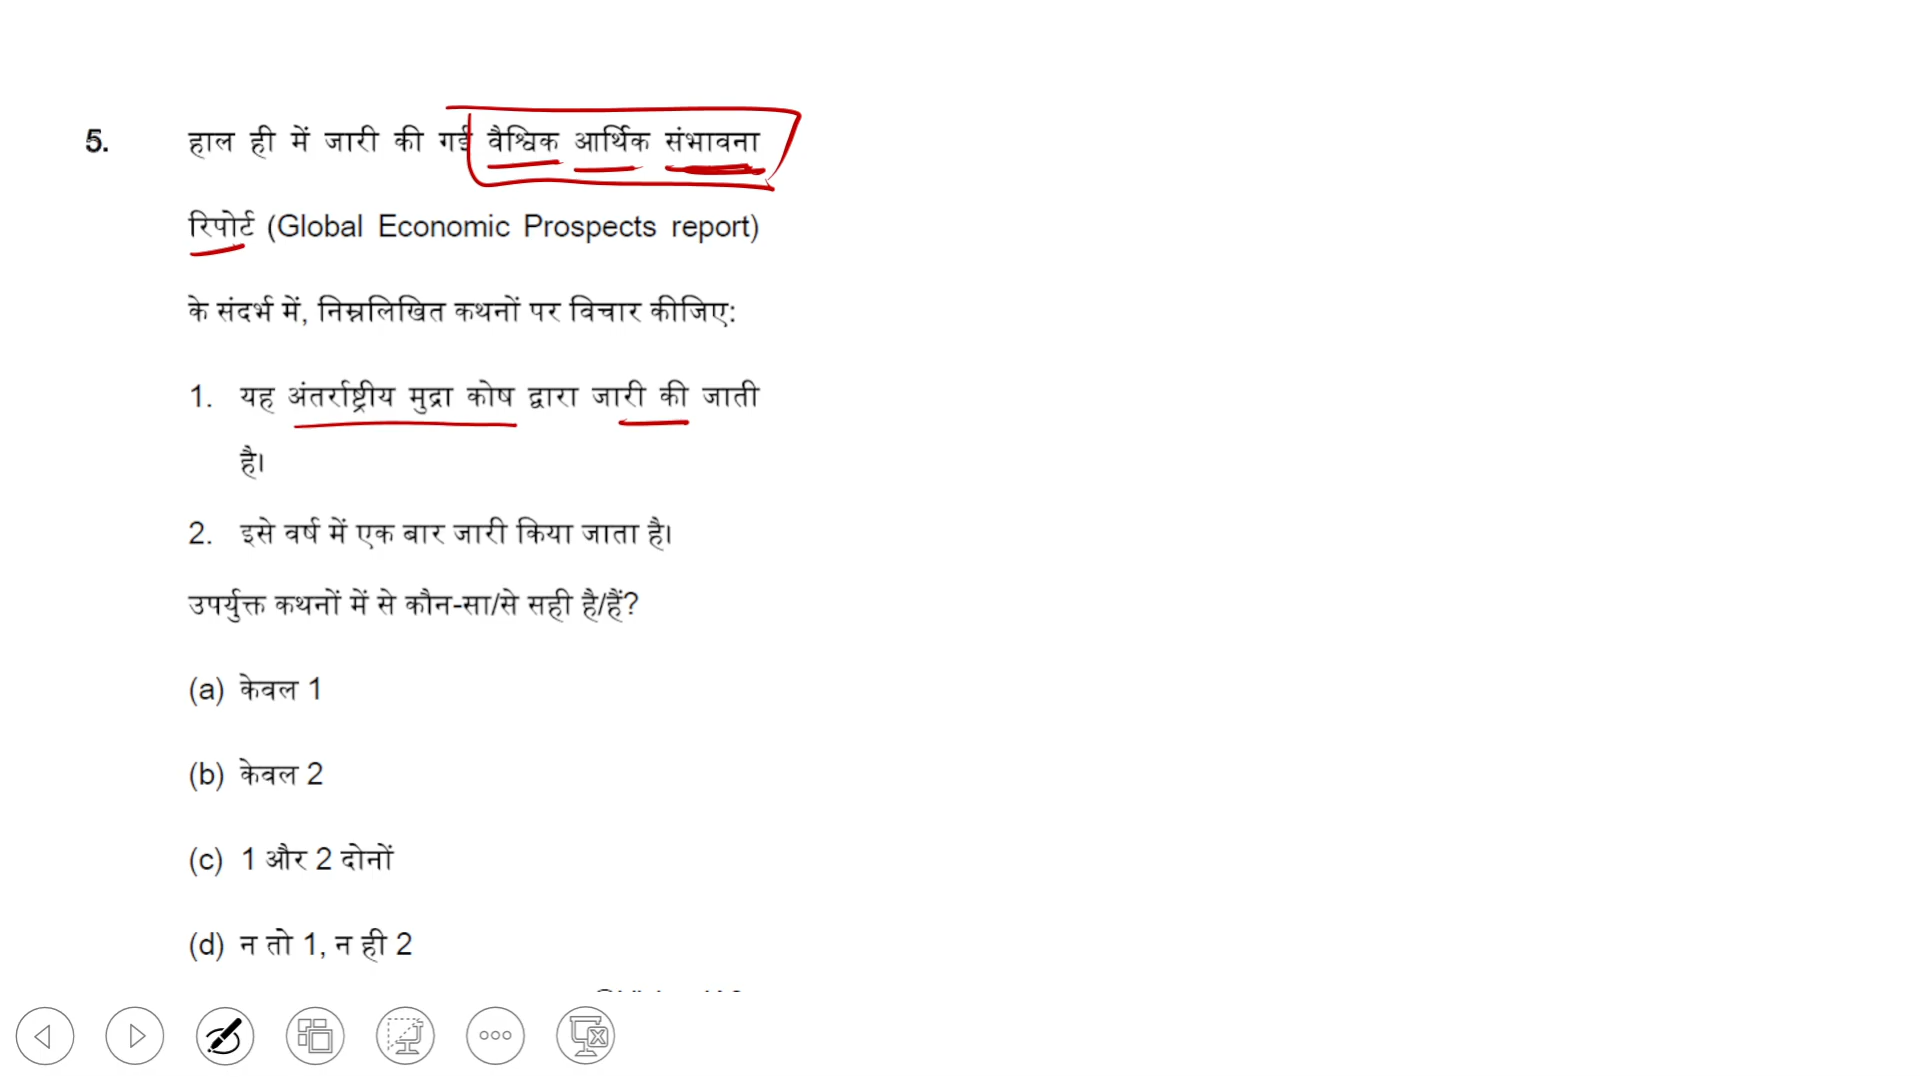 5. हाल ही में जारी की गई वैश्विक आर्थिक संभावना
रिपोर्ट (Global Economic Prospects report)
के संदर्भ में, निम्नलिखित कथनों पर विचार कीजिए:
1. यह अंतर्राष्ट्रीय मुद्रा कोष द्वारा जारी की जाती
है।
2. इसे वर्ष में एक बार जारी किया जाता है।
उपर्युक्त कथनों में से कौन-सा/से सही है/हैं?
(a) केवल 1
(b) केवल 2
(c) 1 और 2 दोनों
(d) न तो 1, न ही 2